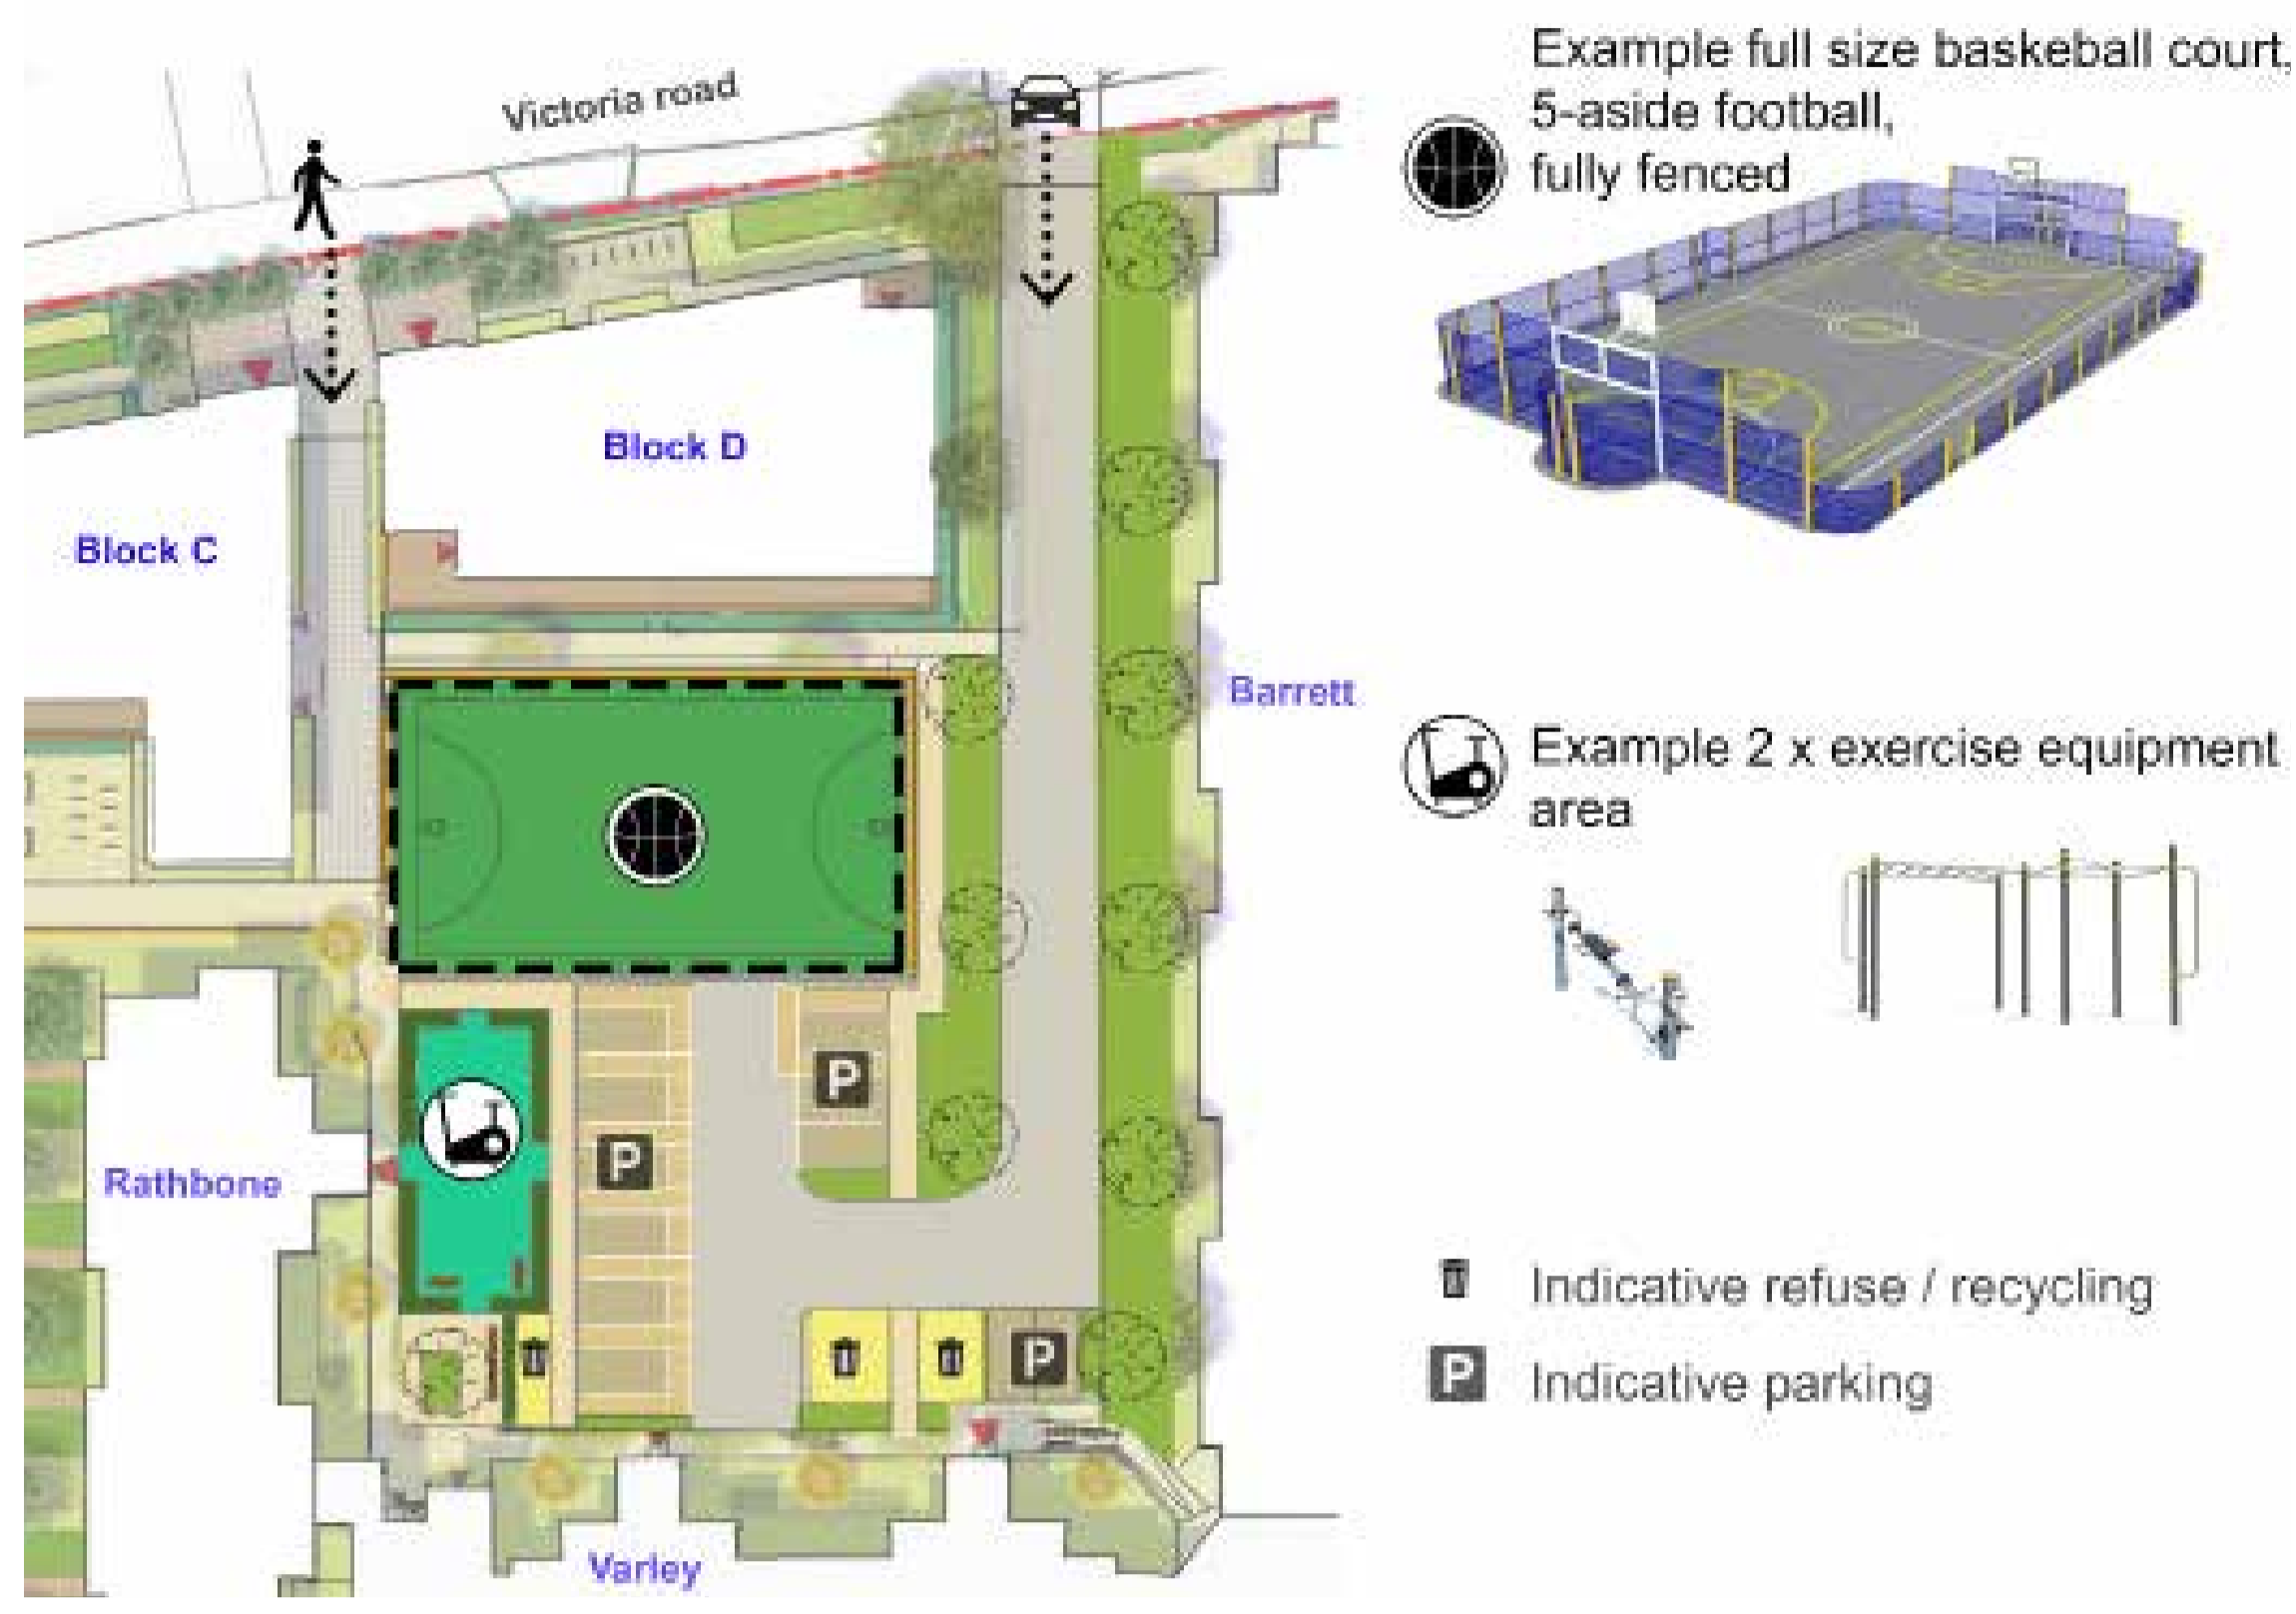 Victoria road
Block D
Block C
Barrett
Rathbone
P
P
P
Varley
Example full size baskeball court,
5-aside football,
fully fenced
Example 2 x exercise equipment
area
Indicative refuse / recycling
P Indicative parking